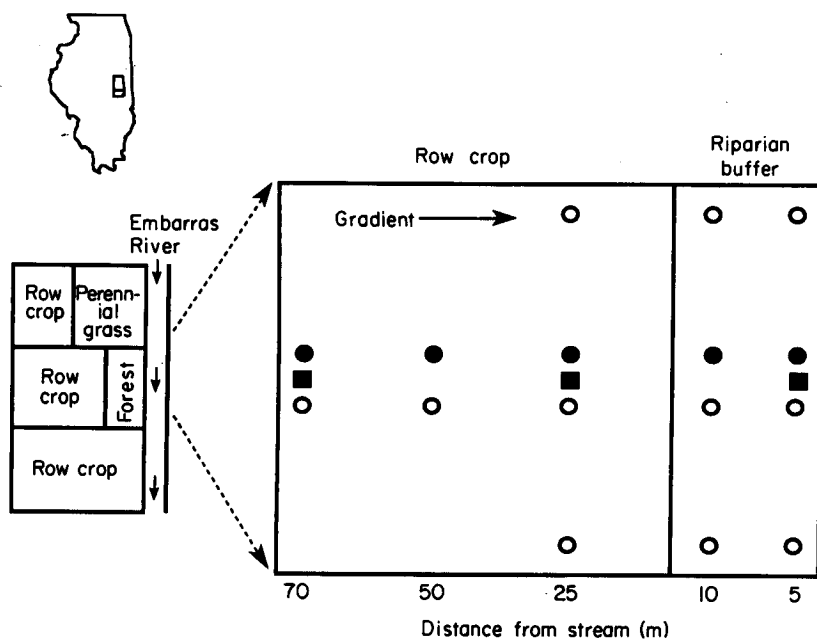 Row crop
Riparian
buffer
Gradient
Embarras
River
Row
crop
Perenn-
ial
grass
Row
crop
Forest
Row crop
70 50 25 10 5
Distance from stream (m)